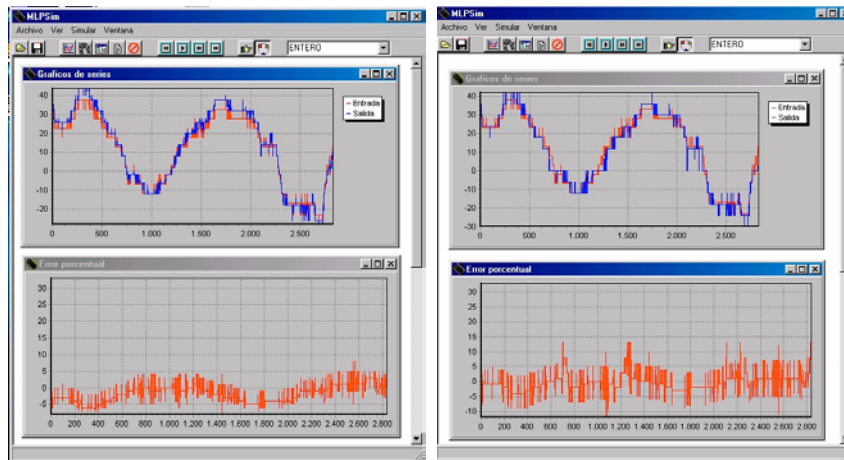 MLPSim
Archivo Ver Simular Ventana
ENTERO
Graficos de series
40
30
20
10
0
-10
-20
0 500 1.000 1.500 2.000 2.500
Entrada
Salida
Error porcentual
30
25
20
15
10
5
0
-5
0 200 400 600 800 1.000 1.200 1.400 1.600 1.800 2.000 2.200 2.400 2.600 2.800
MLPSim
Archivo Ver Simular Ventana
ENTERO
Graficos de series
40
30
20
10
0
-10
-20
-30
0 500 1.000 1.500 2.000 2.500
Entrada
Salida
Error porcentual
30
25
20
15
10
5
0
-5
-10
0 200 400 600 800 1.000 1.200 1.400 1.600 1.800 2.000 2.200 2.400 2.600 2.800